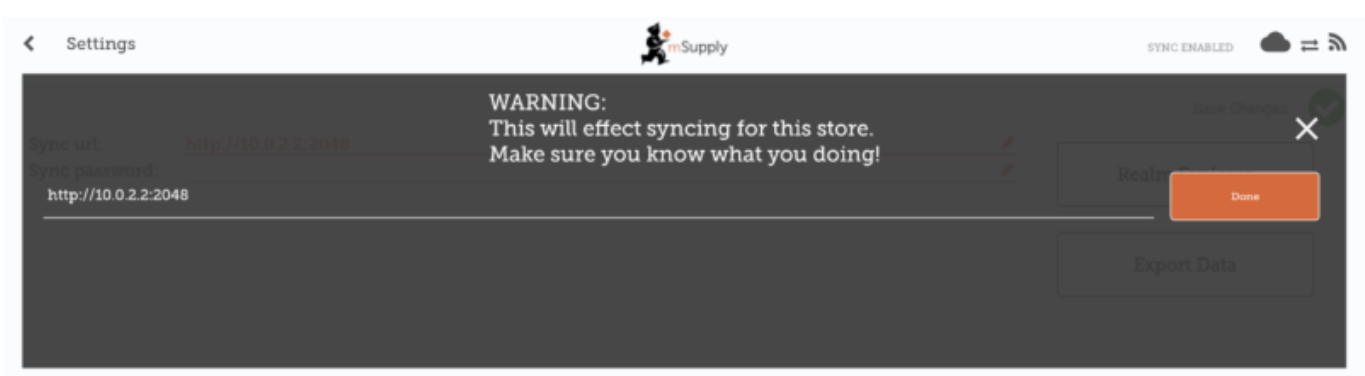 Settings
mSupply
SYNC ENABLED
WARNING:
This will effect syncing for this store.
Make sure you know what you doing!
Save Changes
Sync url: http://10.0.2.2:2048
Sync password:
http://10.0.2.2:2048
Done
Export Data